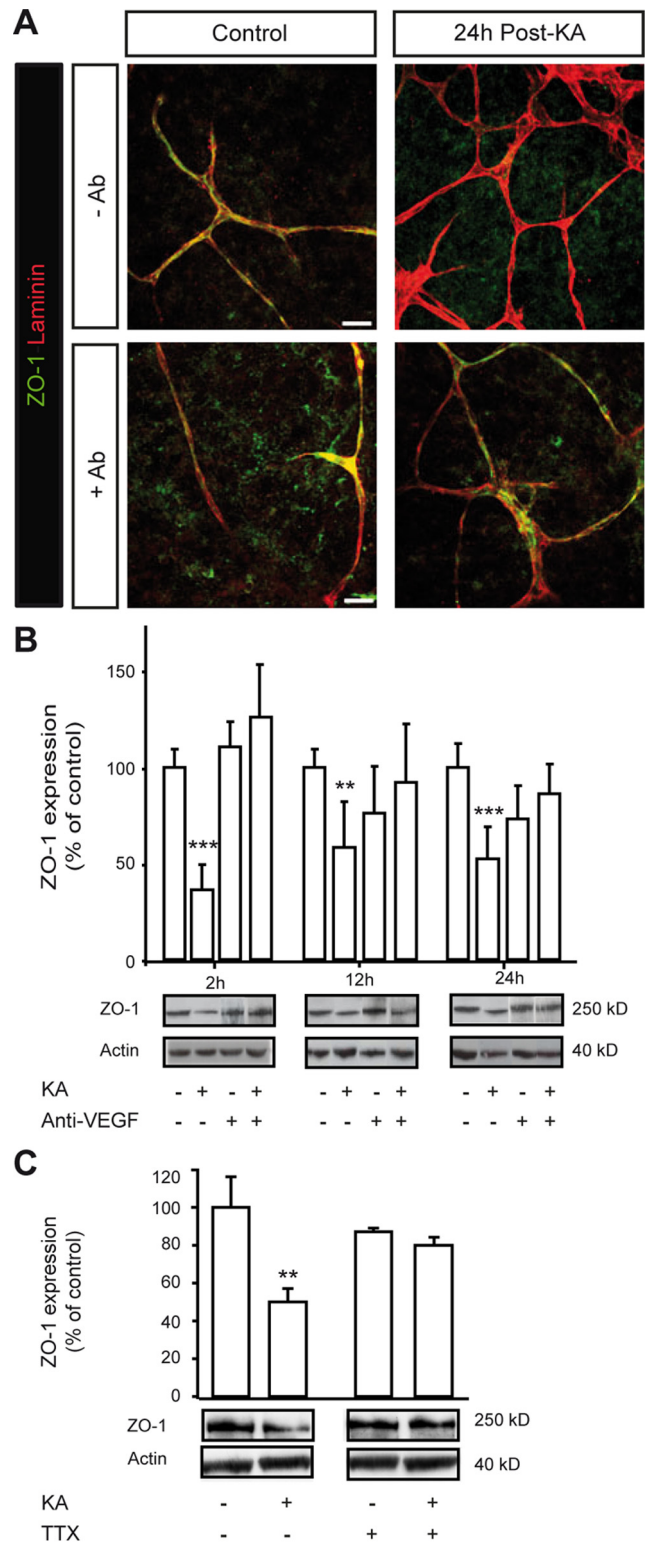 A
Control
24h Post-KA
ZO-1 Laminin
- Ab
+ Ab
B
ZO-1 expression
(% of control)
150
100
50
0
***
**
***
2h
12h
24h
ZO-1
250 kD
Actin
40 kD
KA - + - + - + - + - + - +
Anti-VEGF - - + + - - + + - - + +
C
ZO-1 expression
(% of control)
120
100
80
60
40
20
0
**
ZO-1
250 kD
Actin
40 kD
KA - + - +
TTX - - + +